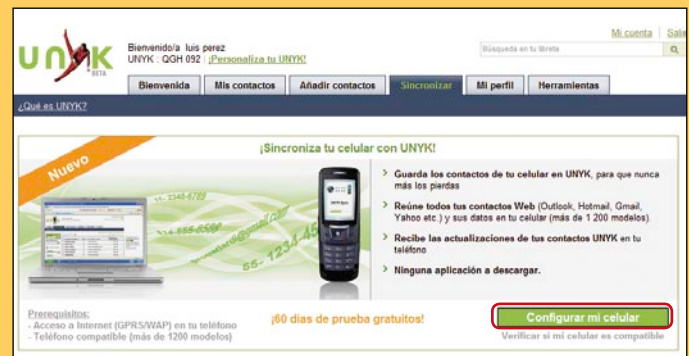 unyk
BETA
Bienvenido/a luis perez
UNYK : QGH 092 ¡Personaliza tu UNYK!
Mi cuenta Salir
Búsqueda en tu libreta
Bienvenida Mis contactos Añadir contactos Sincronizar Mi perfil Herramientas
¿Qué es UNYK?
Nuevo
¡Sincroniza tu celular con UNYK!
Guarda los contactos de tu celular en UNYK, para que nunca
más los pierdas
Reúne todos tus contactos Web (Outlook, Hotmail, Gmail,
Yahoo etc.) y sus datos en tu celular (más de 1 200 modelos).
Recibe las actualizaciones de tus contactos UNYK en tu
teléfono
Ninguna aplicación a descargar.
Prerequisitos:
- Acceso a Internet (GPRS/WAP) en tu teléfono
- Teléfono compatible (más de 1200 modelos)
¡60 días de prueba gratuitos!
Configurar mi celular
Verificar si mi celular es compatible